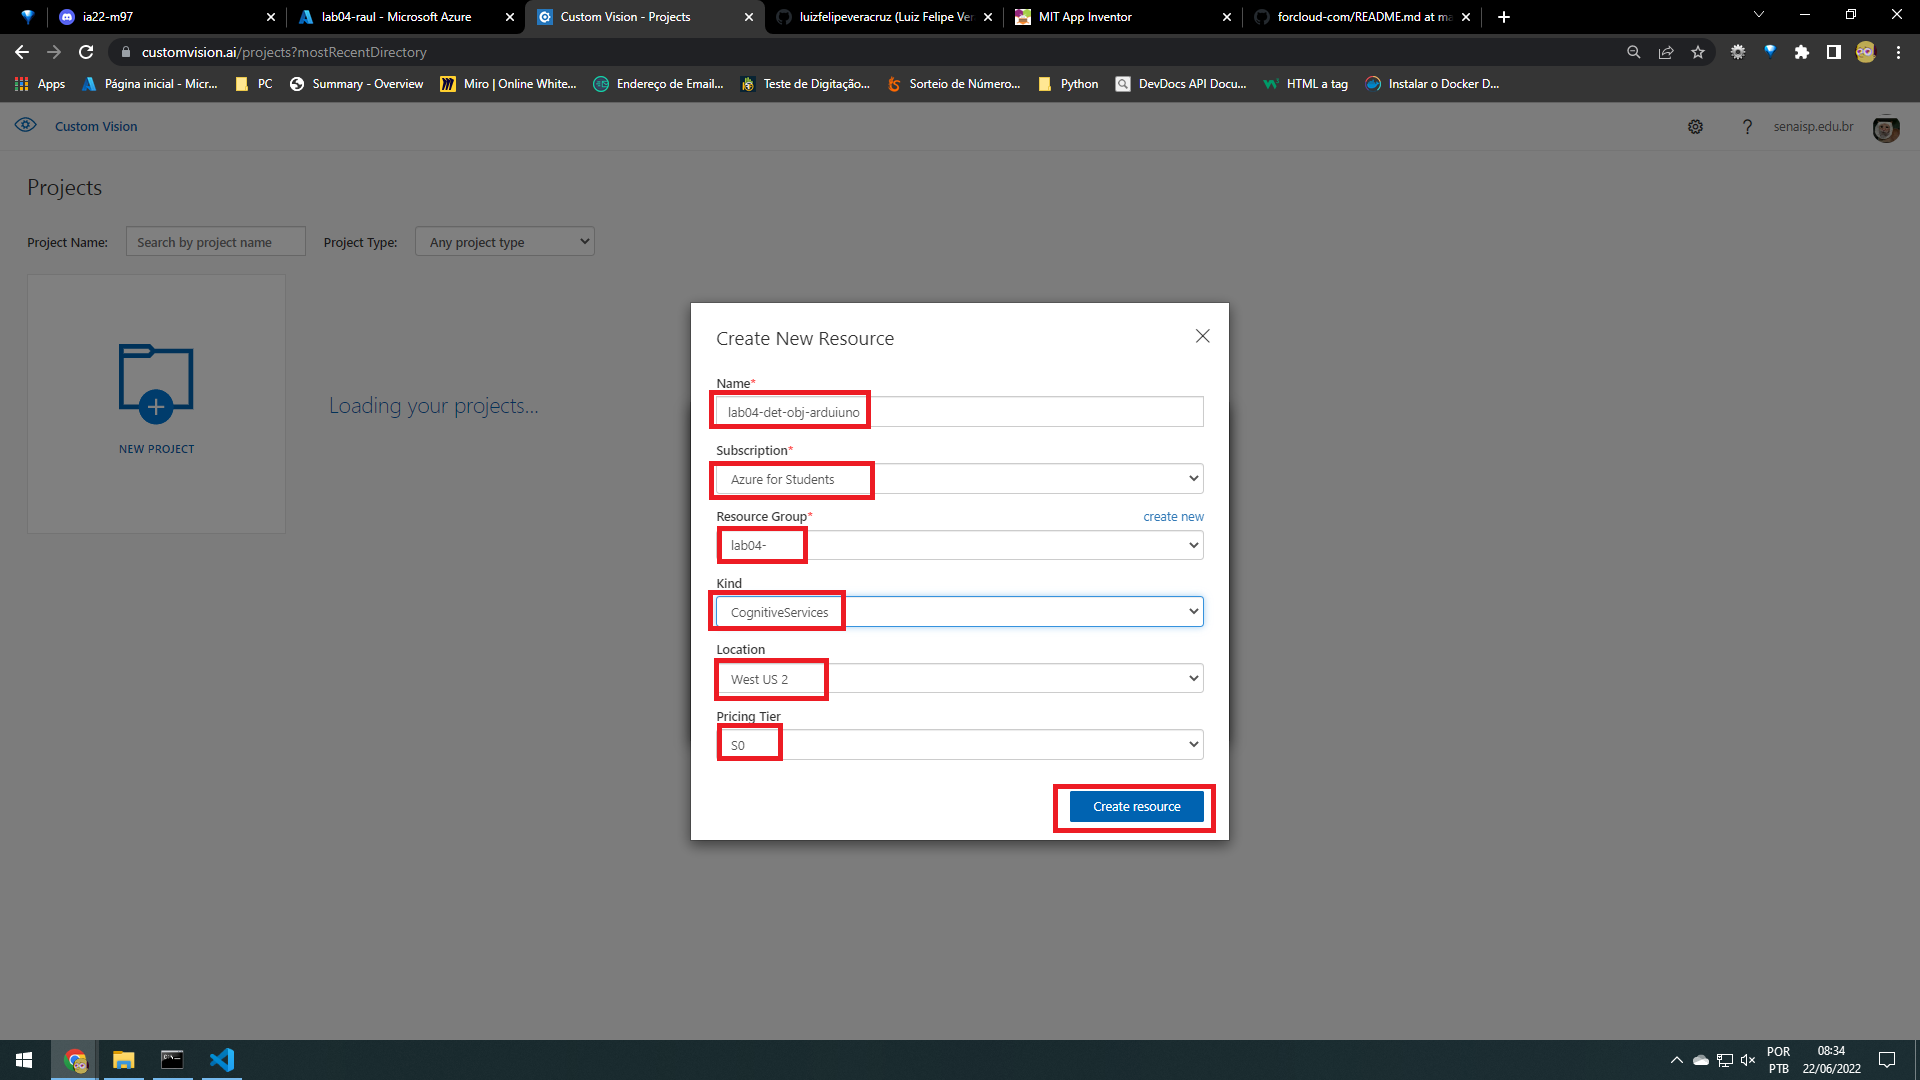 ia22-m97
lab04-raul - Microsoft Azure
Custom Vision - Projects
luizfelipeveracruz (Luiz Felipe Ver
MIT App Inventor
forcloud-com/README.md at ma
customvision.ai/projects?mostRecentDirectory
Apps
Página inicial - Micr...
PC
Summary - Overview
Miro | Online White...
Endereço de Email...
Teste de Digitação...
Sorteio de Número...
Python
DevDocs API Docu...
HTML a tag
Instalar o Docker D...
Custom Vision
?
senaisp.edu.br
Projects
Project Name:
Search by project name
Project Type:
Any project type
NEW PROJECT
Loading your projects...
Create New Resource
Name*
lab04-det-obj-arduiuno
Subscription*
Azure for Students
Resource Group*
create new
lab04-
Kind
CognitiveServices
Location
West US 2
Pricing Tier
S0
Create resource
POR
PTB
08:34
22/06/2022